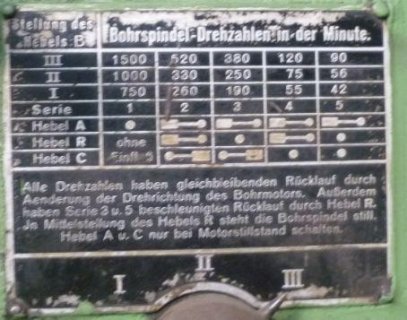 Stellung des Hebels B Bohrspindel-Drehzahlen in der Minute.
III 1500 520 380 120 90
II 1000 330 250 75 56
I 750 260 190 55 42
Serie 1 2 3 4 5
Hebel A
Hebel R ohne
Hebel C Einfl.
Alle Drehzahlen haben gleichbleibenden Rücklauf durch
Aenderung der Drehrichtung des Bohrmotors. Außerdem
haben Serie 3 u. 5 beschleunigten Rücklauf durch Hebel R.
Jn Mittelstellung des Hebels R steht die Bohrspindel still.
Hebel A u. C nur bei Motorstillstand schalten.
I II III